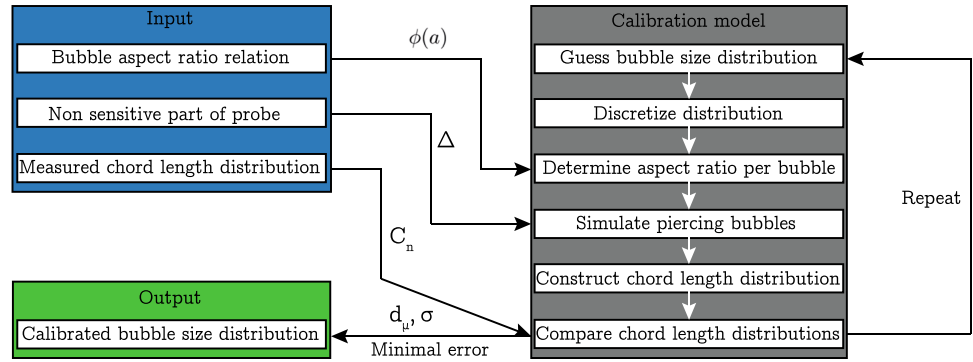 Input
Bubble aspect ratio relation
Non sensitive part of probe
Measured chord length distribution
ϕ(a)
Δ
Cₙ
Calibration model
Guess bubble size distribution
Discretize distribution
Determine aspect ratio per bubble
Simulate piercing bubbles
Construct chord length distribution
Compare chord length distributions
Repeat
Output
Calibrated bubble size distribution
d_μ, σ
Minimal error